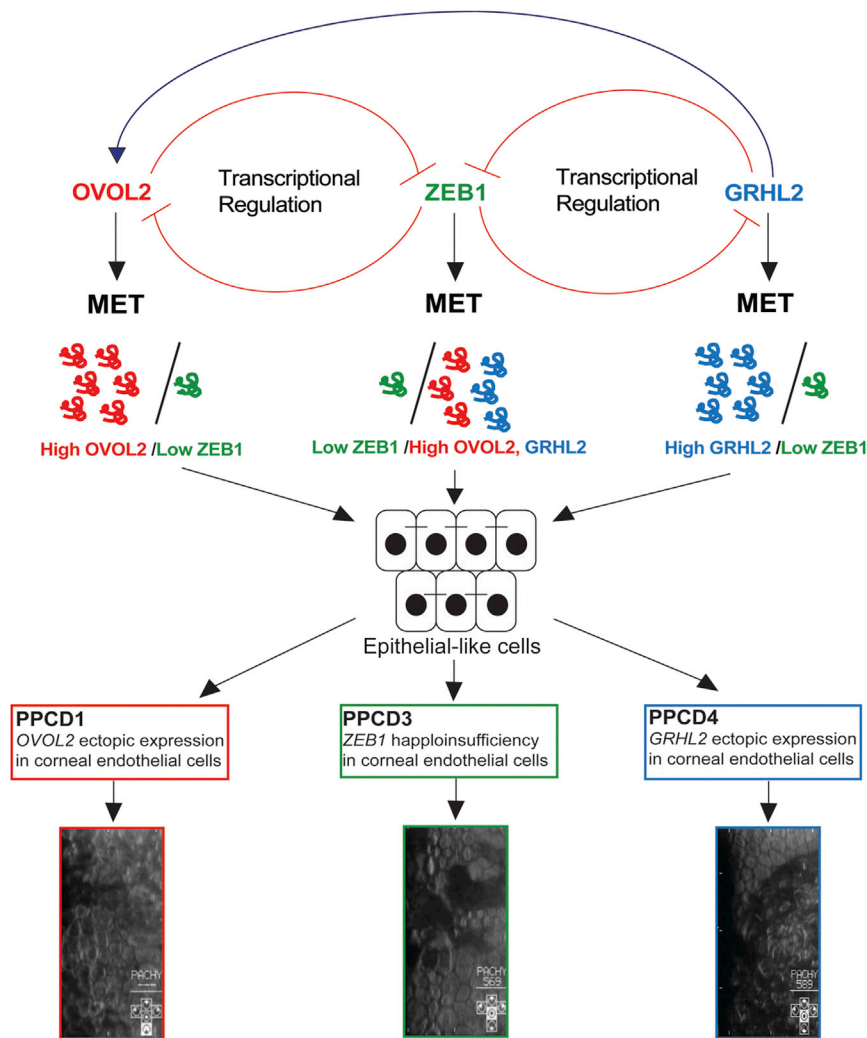 OVOL2
Transcriptional
Regulation
ZEB1
Transcriptional
Regulation
GRHL2
MET
MET
MET
High OVOL2 /Low ZEB1
Low ZEB1 /High OVOL2, GRHL2
High GRHL2 /Low ZEB1
Epithelial-like cells
PPCD1
OVOL2 ectopic expression
in corneal endothelial cells
PPCD3
ZEB1 happloinsufficiency
in corneal endothelial cells
PPCD4
GRHL2 ectopic expression
in corneal endothelial cells
PACHY
---
PACHY
569
PACHY
589